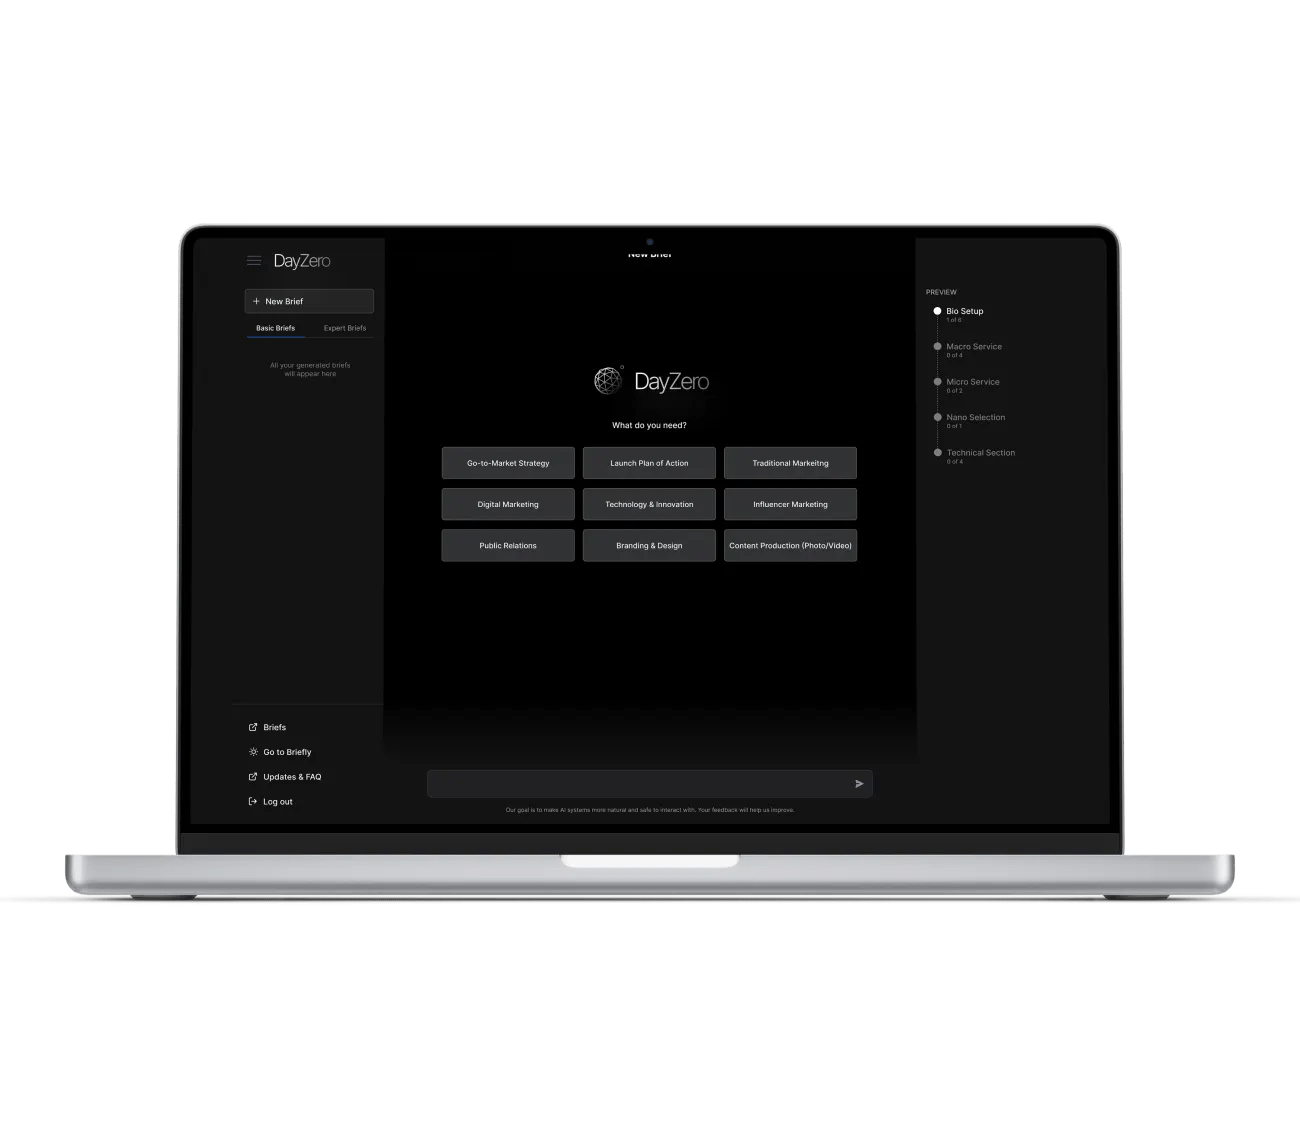 DayZero
New Brief
Basic Briefs
Expert Briefs
All your generated briefs
will appear here
Briefs
Go to Briefly
Updates & FAQ
Log out
New Brief
DayZero
What do you need?
Go-to-Market Strategy
Launch Plan of Action
Traditional Markeitng
Digital Marketing
Technology & Innovation
Influencer Marketing
Public Relations
Branding & Design
Content Production (Photo/Video)
Our goal is to make AI systems more natural and safe to interact with. Your feedback will help us improve.
PREVIEW
Bio Setup
1 of 6
Macro Service
0 of 4
Micro Service
0 of 2
Nano Selection
0 of 1
Technical Section
0 of 4